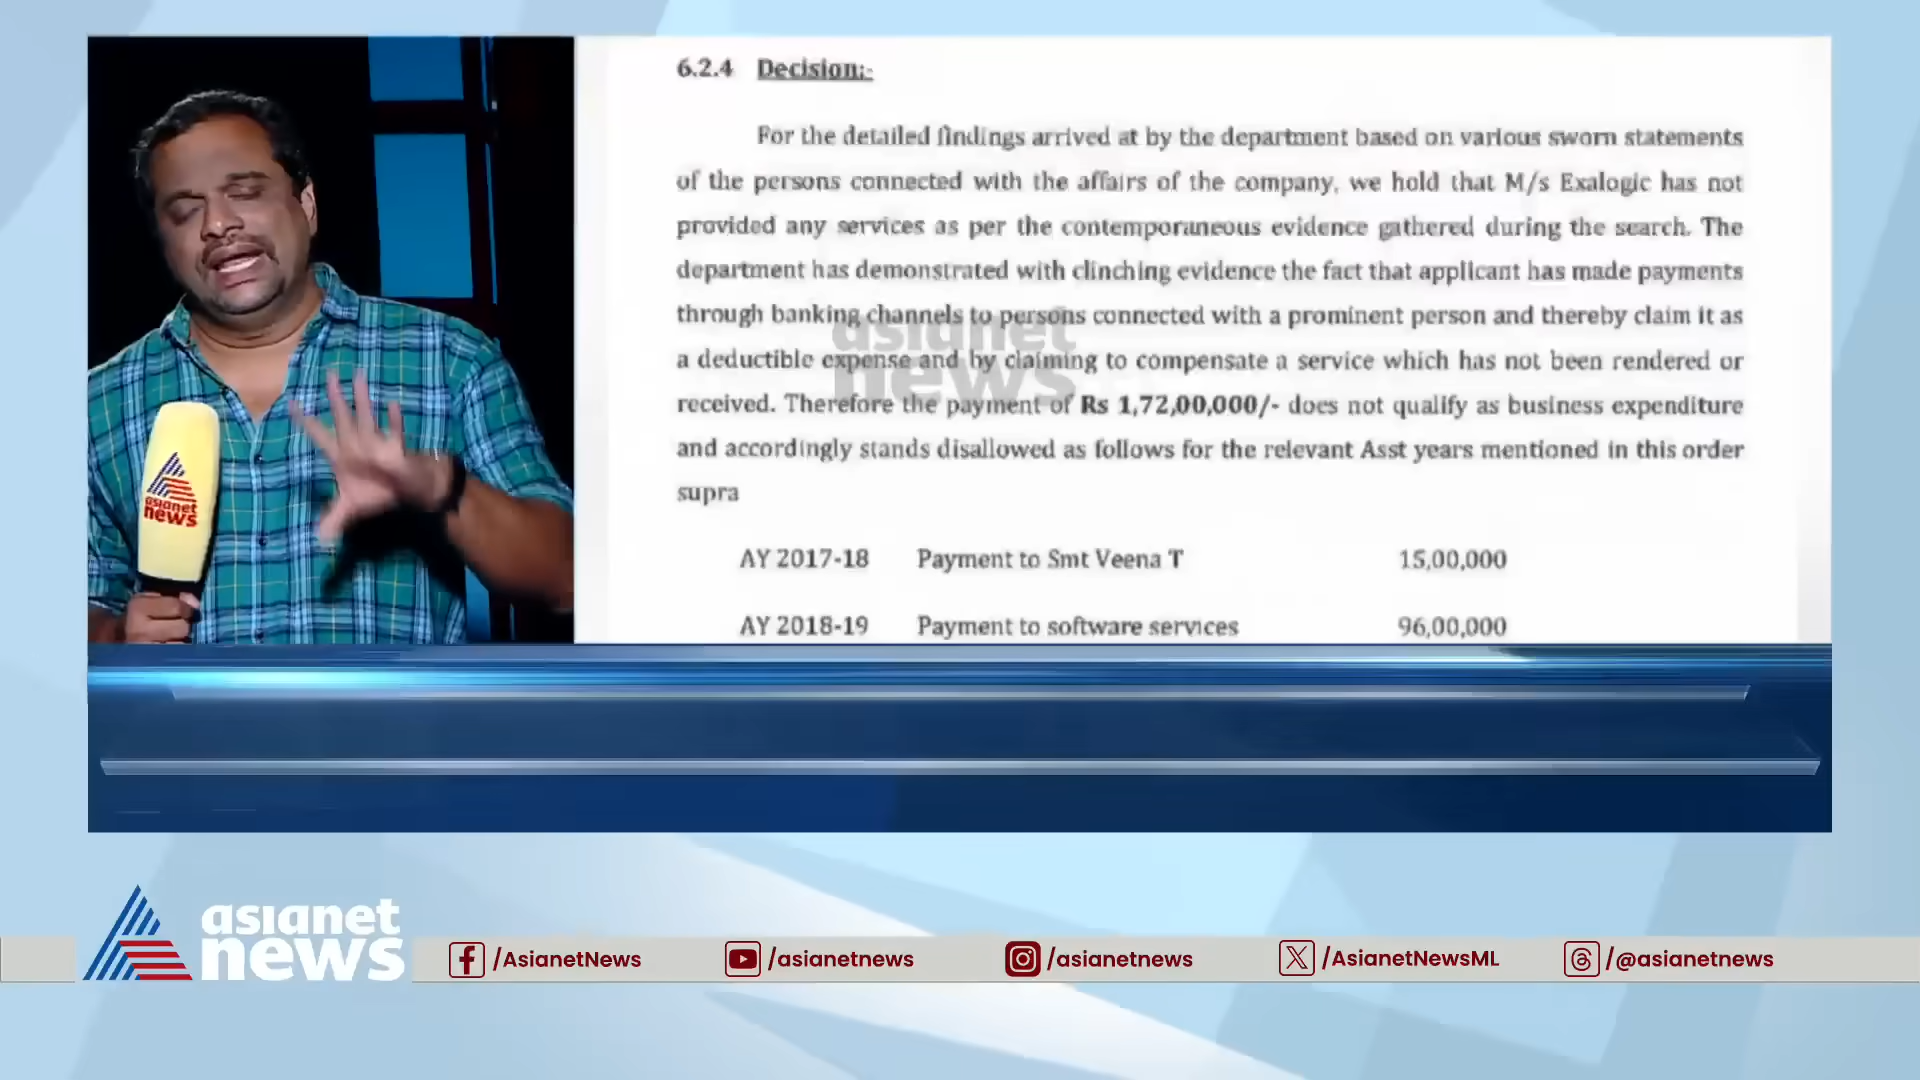 6.2.4 Decision:-
For the detailed findings arrived at by the department based on various sworn statements
of the persons connected with the affairs of the company, we hold that M/s Exalogic has not
provided any services as per the contemporaneous evidence gathered during the search. The
department has demonstrated with clinching evidence the fact that applicant has made payments
through banking channels to persons connected with a prominent person and thereby claim it as
a deductible expense and by claiming to compensate a service which has not been rendered or
received. Therefore the payment of Rs 1,72,00,000/- does not qualify as business expenditure
and accordingly stands disallowed as follows for the relevant Asst years mentioned in this order
supra
AY 2017-18 Payment to Smt Veena T 15,00,000
AY 2018-19 Payment to software services 96,00,000
asianet
news
asianet
news
asianet
news
/AsianetNews
/asianetnews
/asianetnews
/AsianetNewsML
/@asianetnews